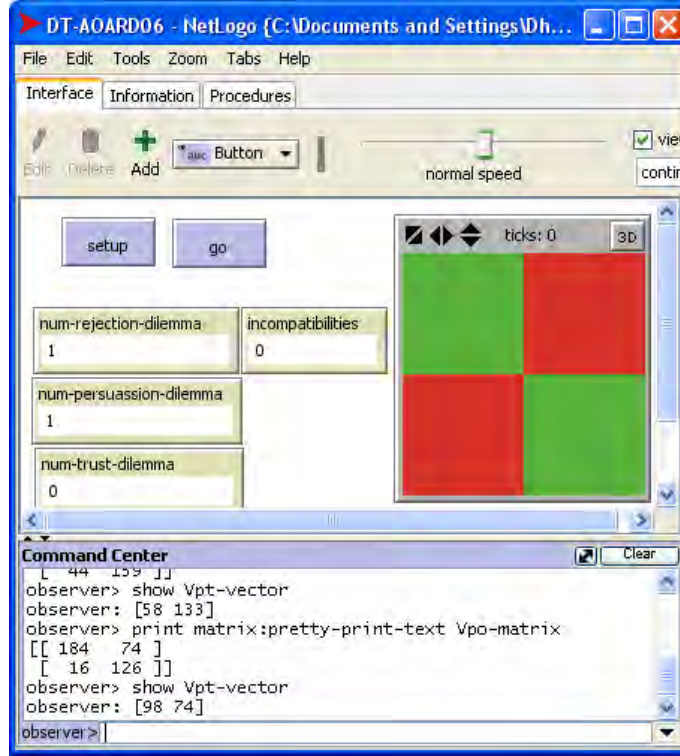 DT-AOARD06 - NetLogo {C:\Documents and Settings\Dh...
File Edit Tools Zoom Tabs Help
Interface Information Procedures
Edit Delete Add abc Button normal speed view
contin
setup go ticks: 0 3D
num-rejection-dilemma incompatibilities
1 0
num-persuassion-dilemma
1
num-trust-dilemma
0
Command Center Clear
[ 44 159 ]]
observer> show Vpt-vector
observer: [58 133]
observer> print matrix:pretty-print-text Vpo-matrix
[[ 184 74 ]
[ 16 126 ]]
observer> show Vpt-vector
observer: [98 74]
observer>